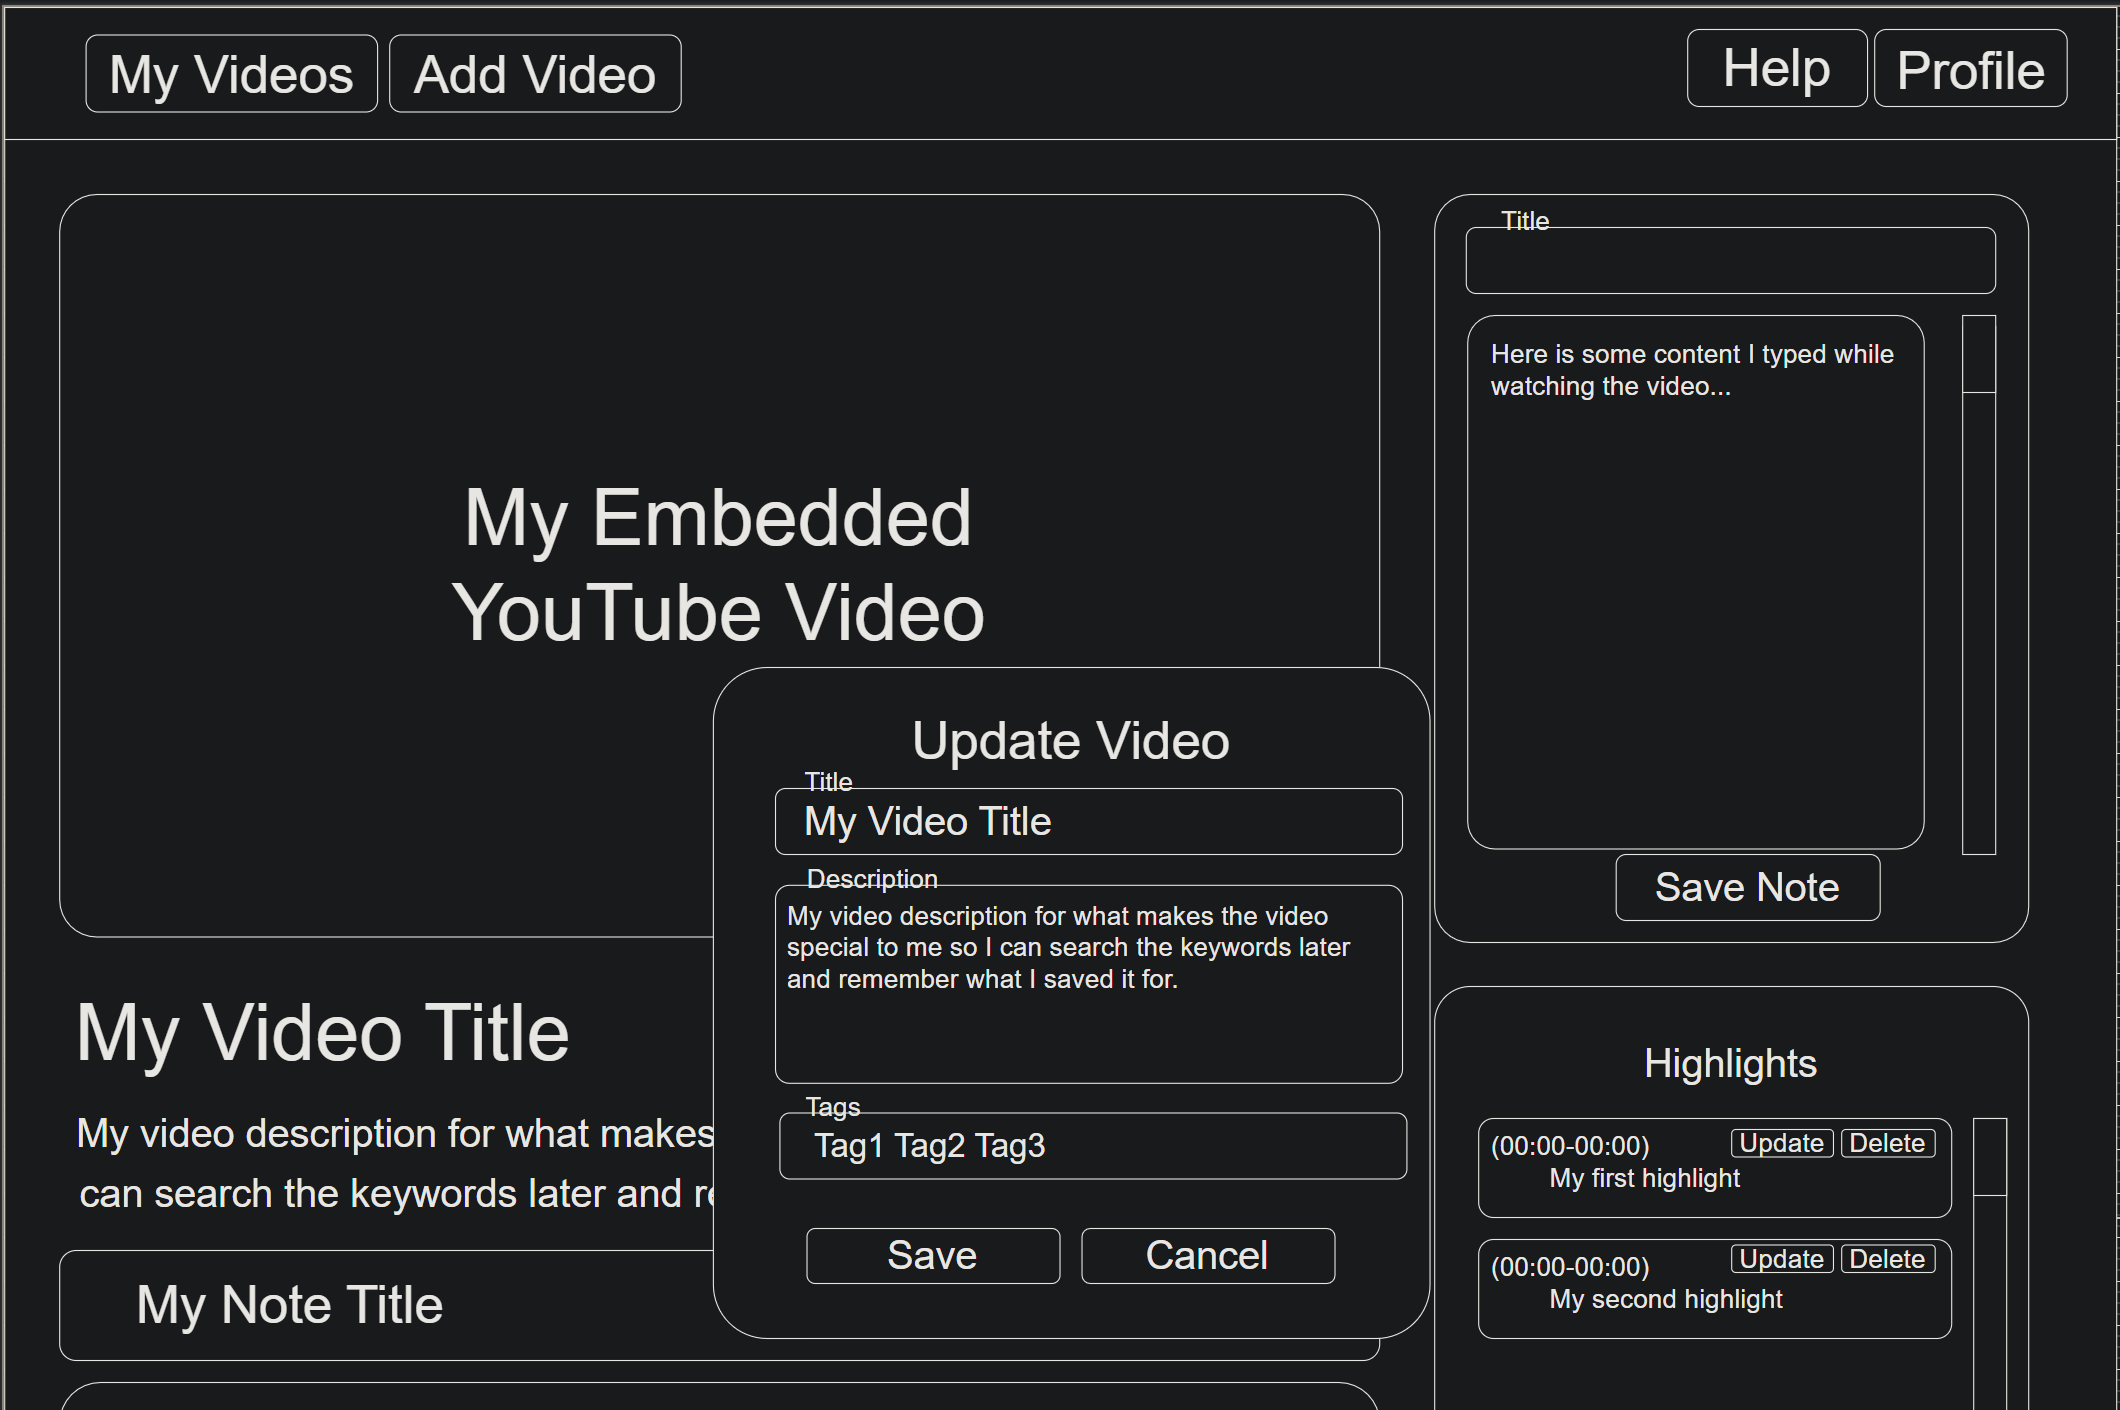 My Videos
Add Video
Help
Profile
My Embedded
YouTube Video
Title
Here is some content I typed while
watching the video...
Save Note
Update Video
Title
My Video Title
Description
My video description for what makes the video
special to me so I can search the keywords later
and remember what I saved it for.
Tags
Tag1 Tag2 Tag3
Save
Cancel
My Video Title
My video description for what makes
can search the keywords later and
My Note Title
Highlights
(00:00-00:00)
Update
Delete
My first highlight
(00:00-00:00)
Update
Delete
My second highlight